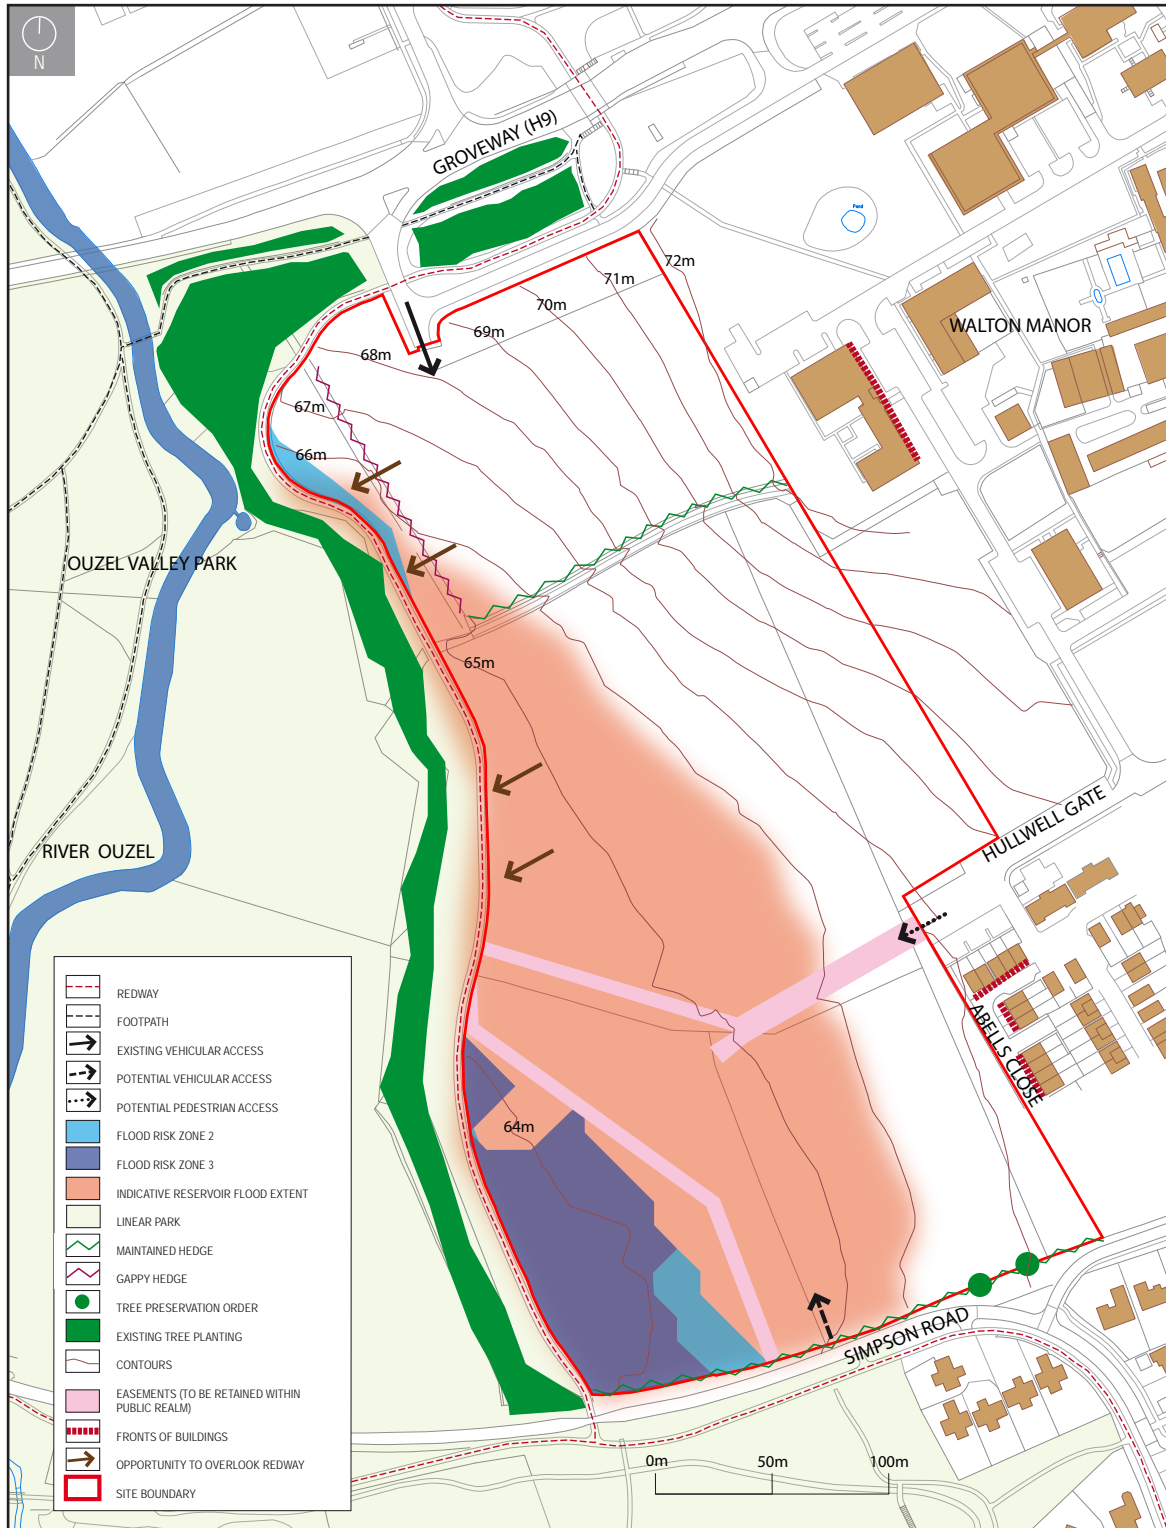 N
GROVEWAY (H9)
Pond
72m
71m
70m
69m
68m
67m
66m
WALTON MANOR
OUZEL VALLEY PARK
65m
HULLWELL GATE
RIVER OUZEL
ABELLS CLOSE
64m
SIMPSON ROAD
0m
50m
100m
REDWAY
FOOTPATH
EXISTING VEHICULAR ACCESS
POTENTIAL VEHICULAR ACCESS
POTENTIAL PEDESTRIAN ACCESS
FLOOD RISK ZONE 2
FLOOD RISK ZONE 3
INDICATIVE RESERVOIR FLOOD EXTENT
LINEAR PARK
MAINTAINED HEDGE
GAPPY HEDGE
TREE PRESERVATION ORDER
EXISTING TREE PLANTING
CONTOURS
EASEMENTS (TO BE RETAINED WITHIN
PUBLIC REALM)
FRONTS OF BUILDINGS
OPPORTUNITY TO OVERLOOK REDWAY
SITE BOUNDARY